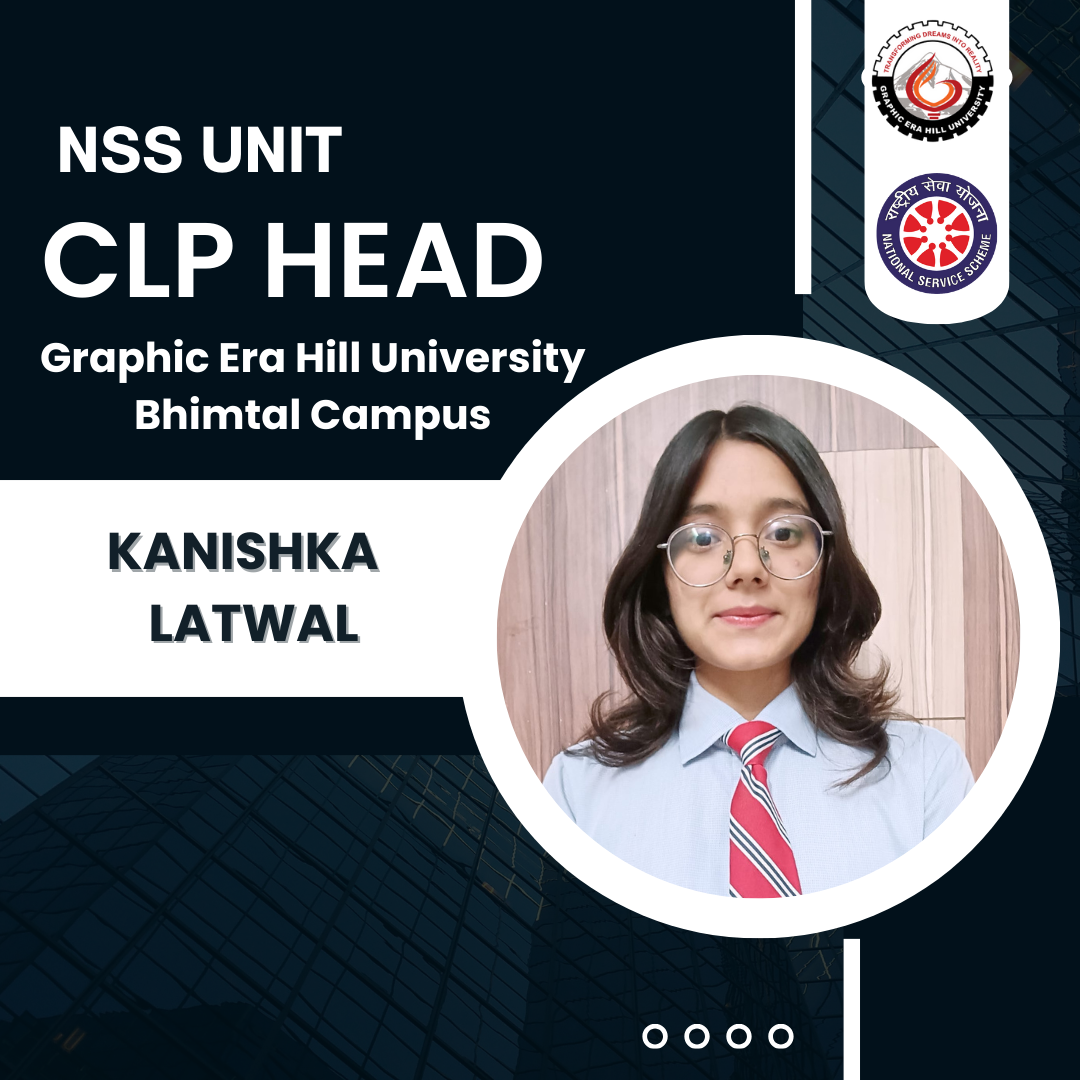 TRANSFORMING DREAMS INTO REALITY
GRAPHIC ERA HILL UNIVERSITY
राष्ट्रीय सेवा योजना
NATIONAL SERVICE SCHEME
NSS UNIT
CLP HEAD
Graphic Era Hill University
Bhimtal Campus
KANISHKA
LATWAL